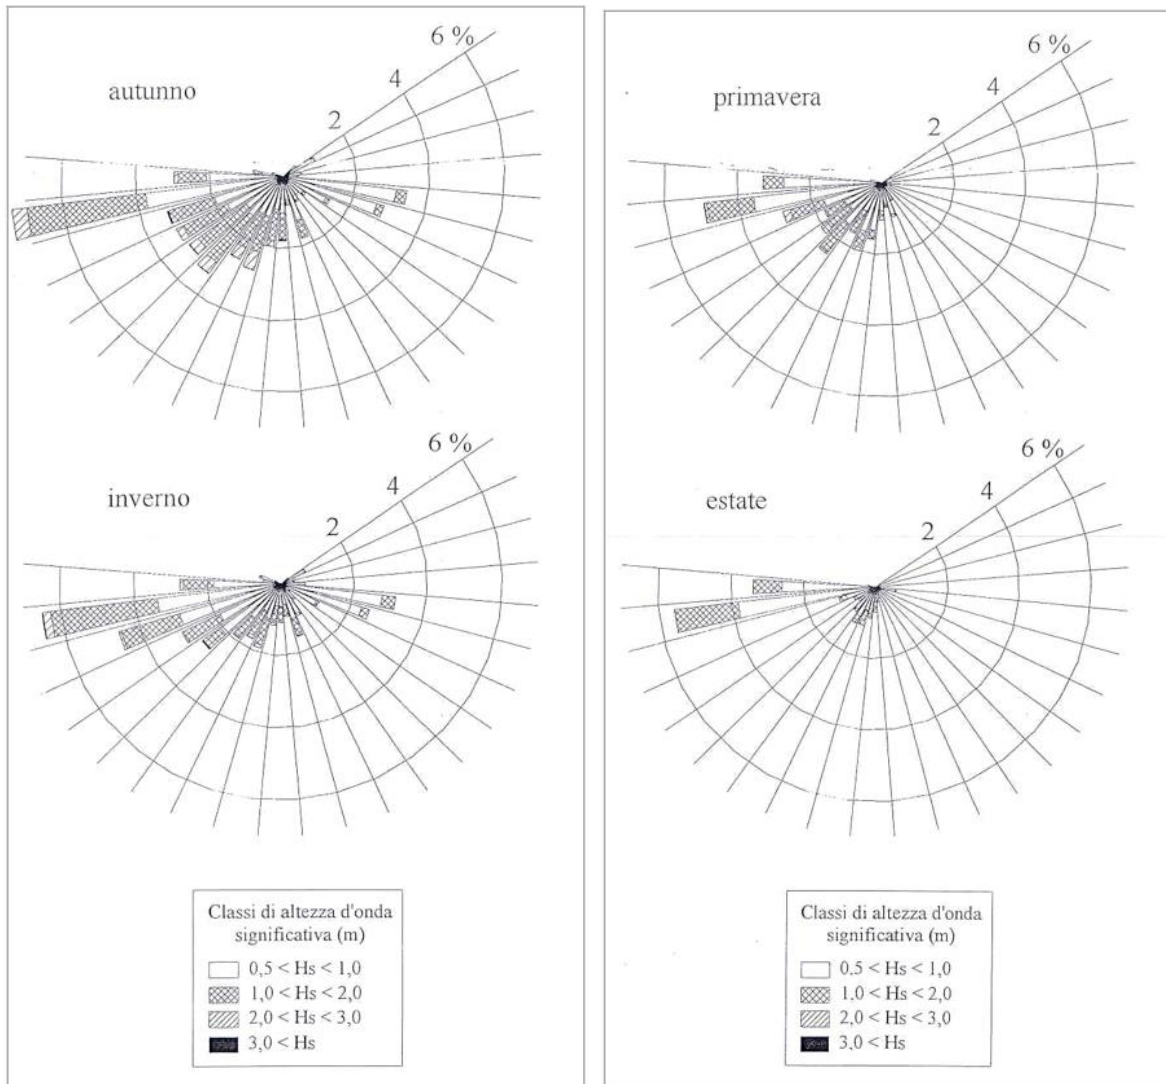 6 %
4
2
autunno
6 %
4
2
inverno
Classi di altezza d'onda
significativa (m)
0,5 < Hs < 1,0
1,0 < Hs < 2,0
2,0 < Hs < 3,0
3,0 < Hs
6 %
4
2
primavera
6 %
4
2
estate
Classi di altezza d'onda
significativa (m)
0.5 < Hs < 1,0
1.0 < Hs < 2,0
2,0 < Hs < 3,0
3,0 < Hs